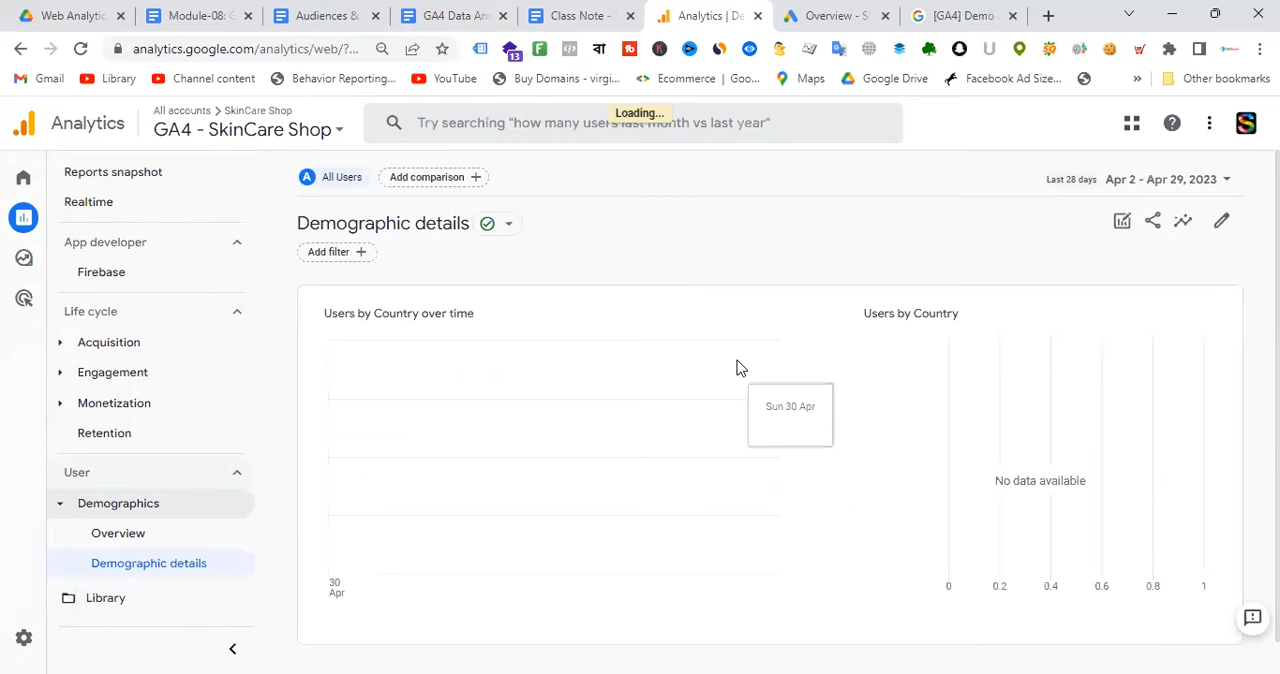 Web Analytics
Module-08: G
Audiences &
GA4 Data An
Class Note -
Analytics | De
Overview - S
[GA4] Demo
analytics.google.com/analytics/web/?...
13
বা
Gmail
Library
Channel content
Behavior Reporting...
YouTube
Buy Domains - virgi...
Ecommerce | Goo...
Maps
Google Drive
Facebook Ad Size...
»
Other bookmarks
Analytics
All accounts > SkinCare Shop
GA4 - SkinCare Shop
Loading...
Try searching "how many users last month vs last year"
Reports snapshot
Realtime
App developer
Firebase
Life cycle
Acquisition
Engagement
Monetization
Retention
User
Demographics
Overview
Demographic details
Library
A All Users
Add comparison +
Last 28 days Apr 2 - Apr 29, 2023
Demographic details
Add filter +
Users by Country over time
Sun 30 Apr
30
Apr
Users by Country
No data available
0 0.2 0.4 0.6 0.8 1